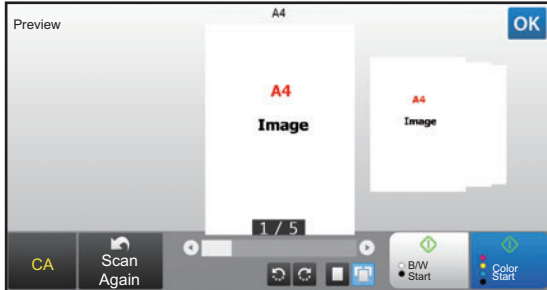 A4
Preview
OK
A4
Image
A4
Image
1 / 5
CA
Scan
Again
B/W
Start
Color
Start